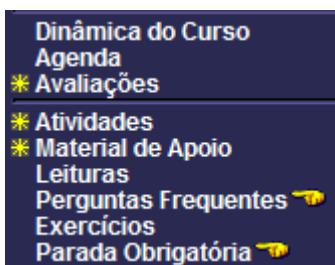 Dinâmica do Curso
Agenda
Avaliações
Atividades
Material de Apoio
Leituras
Perguntas Frequentes
Exercícios
Parada Obrigatória